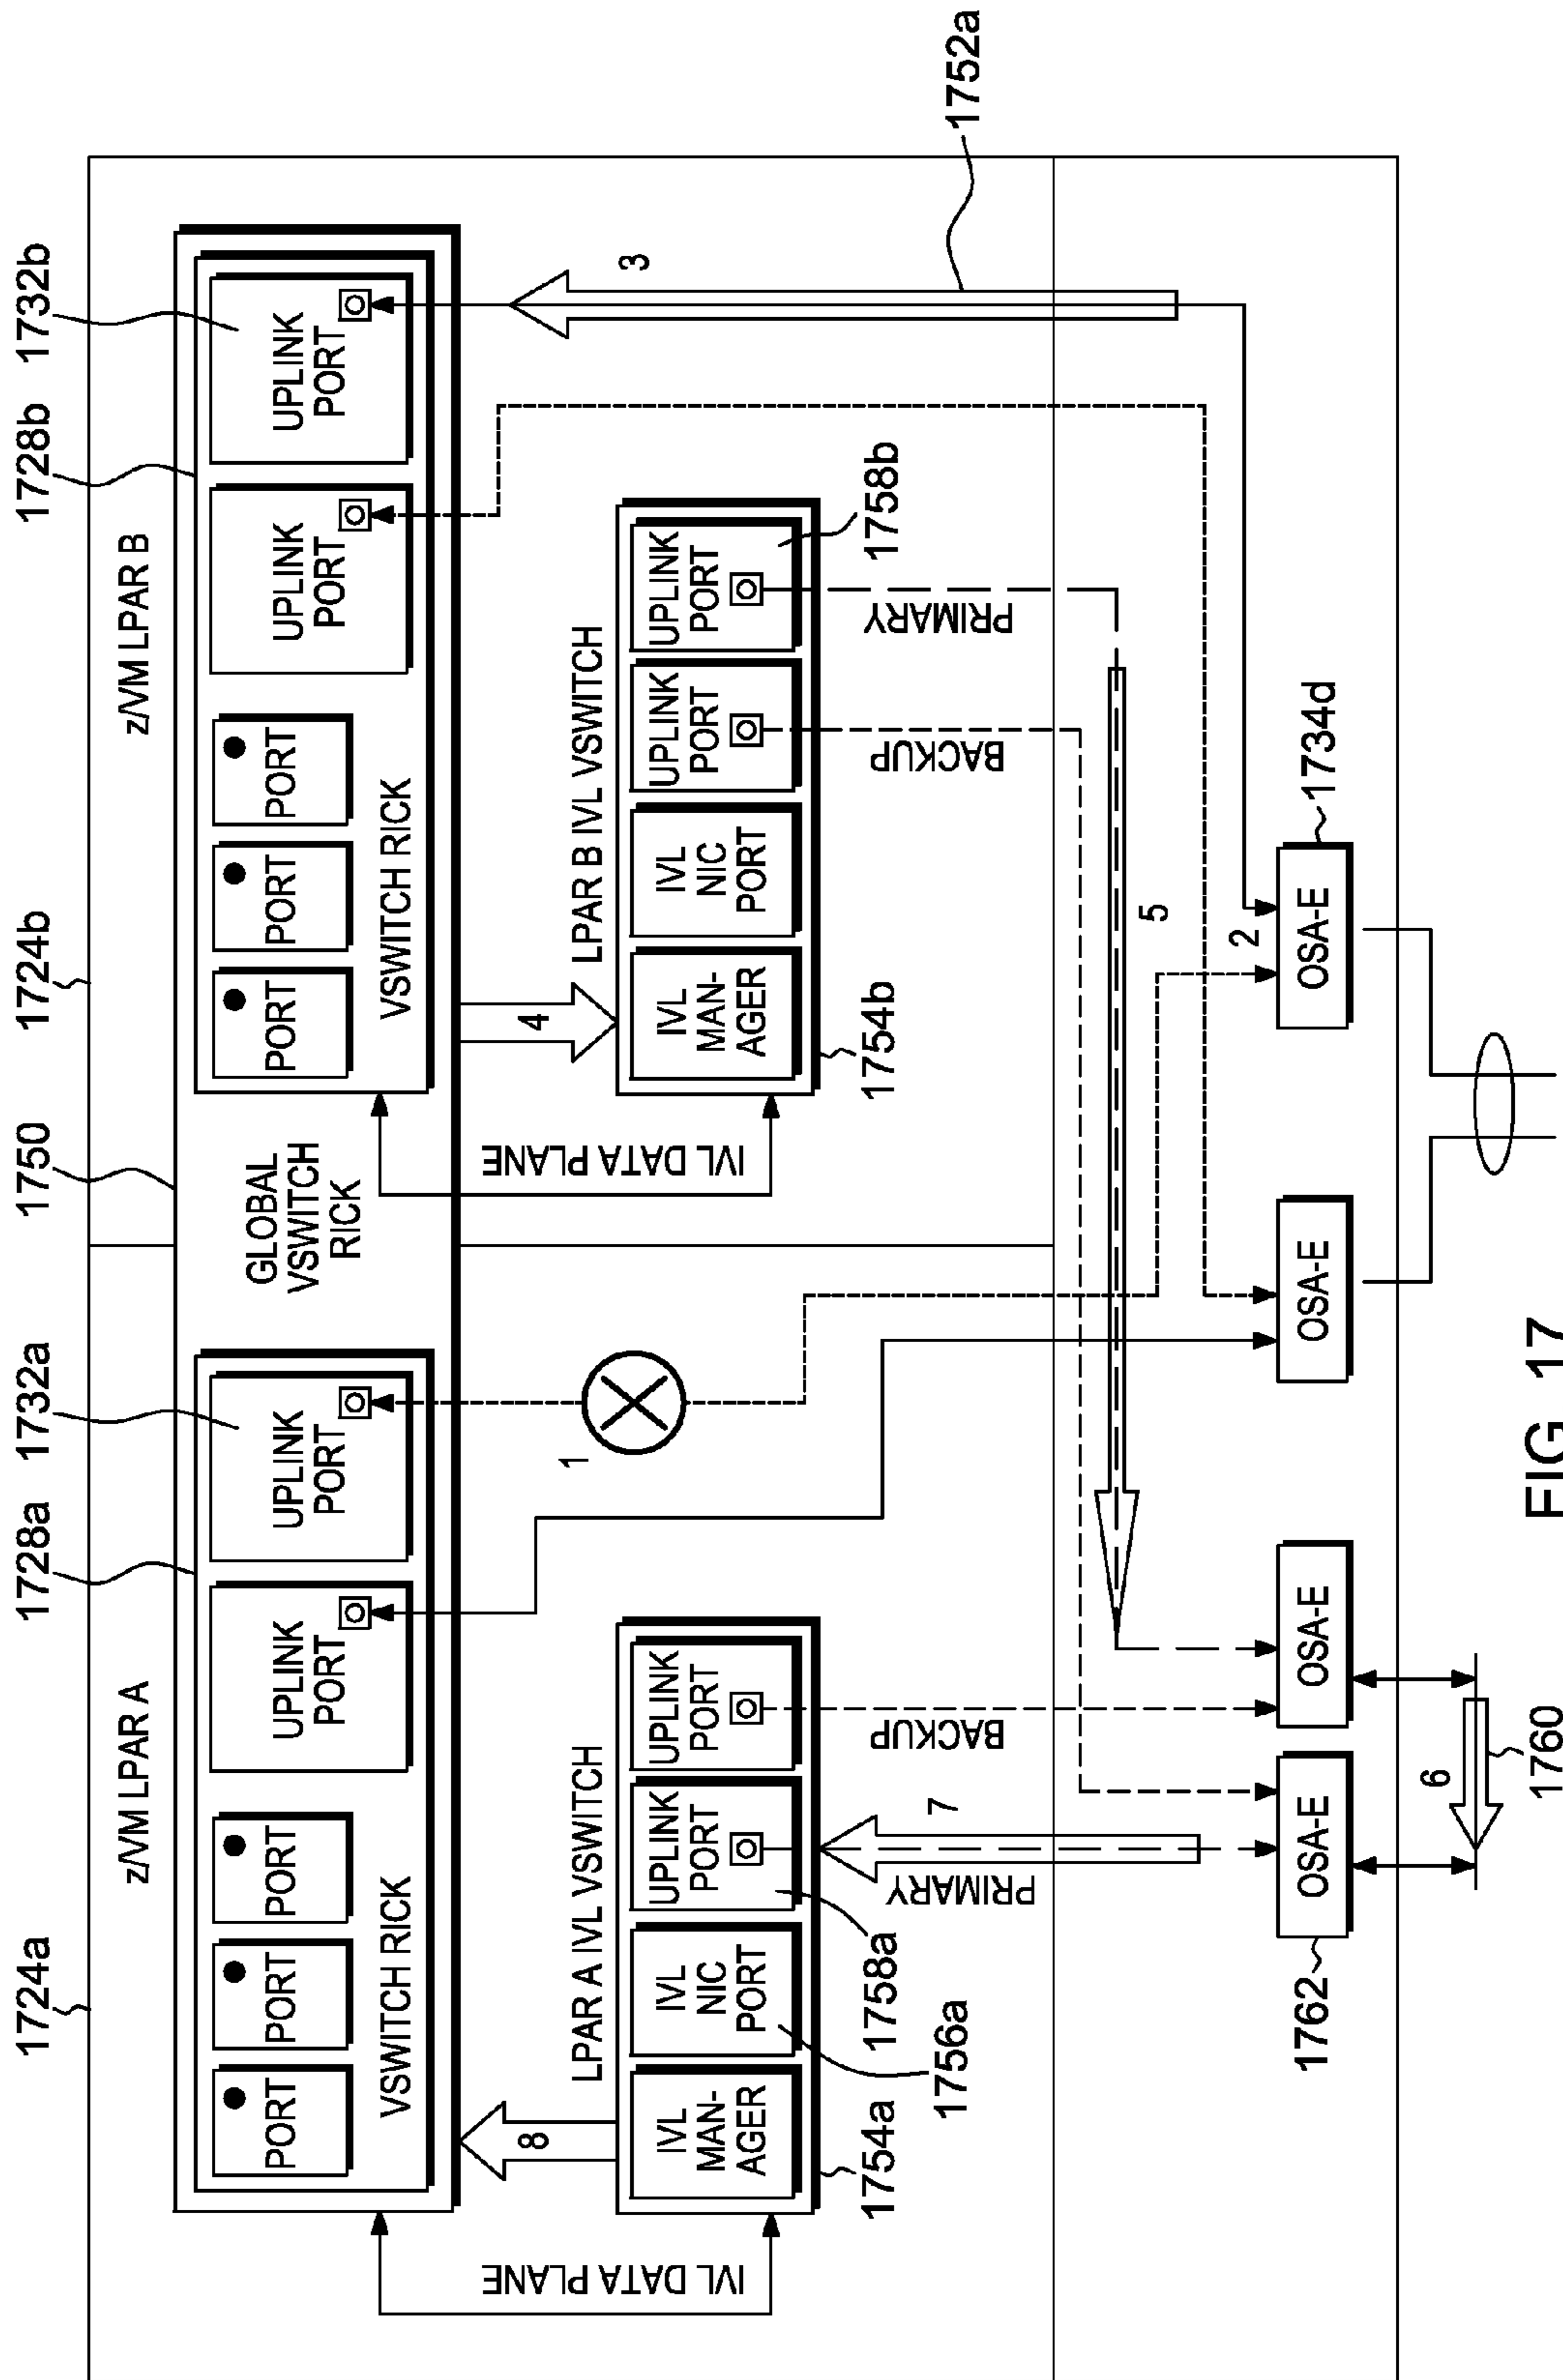 1724a
1728a
1732a
1750
1724b
1728b
1732b
z/VM LPAR A
z/VM LPAR B
PORT
PORT
PORT
UPLINK
PORT
UPLINK
PORT
VSWITCH RICK
GLOBAL
VSWITCH
RICK
PORT
PORT
PORT
UPLINK
PORT
UPLINK
PORT
VSWITCH RICK
IVL DATA PLANE
8
1
IVL DATA PLANE
4
3
1752a
LPAR A IVL VSWITCH
IVL
MAN-
AGER
IVL
NIC
PORT
UPLINK
PORT
UPLINK
PORT
LPAR B IVL VSWITCH
IVL
MAN-
AGER
IVL
NIC
PORT
UPLINK
PORT
UPLINK
PORT
1754a
1756a
1758a
PRIMARY
7
BACKUP
1754b
BACKUP
PRIMARY
1758b
5
2
1762
OSA-E
OSA-E
OSA-E
OSA-E
1734d
6
1760
FIG. 17